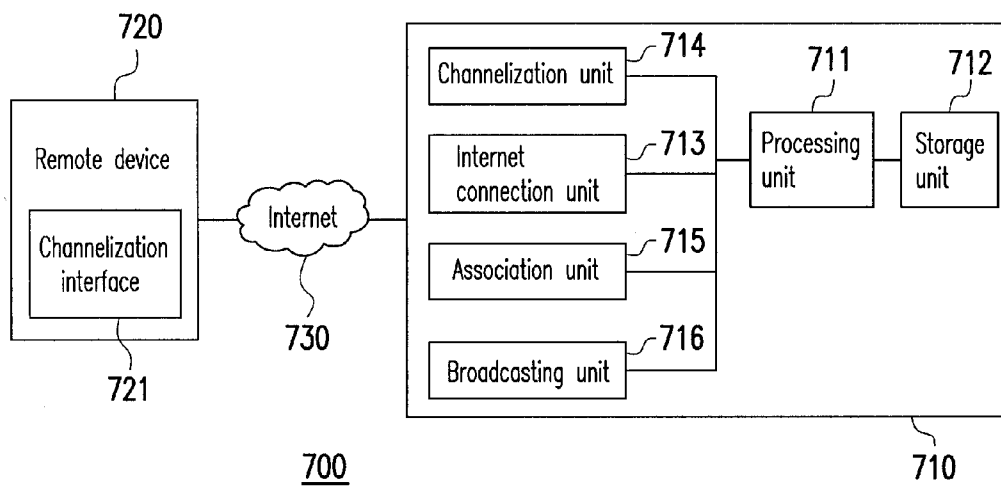 720
Remote device
Channelization
interface
721
Internet
730
Channelization unit
714
Internet
connection unit
713
Association unit
715
Broadcasting unit
716
711
Processing
unit
712
Storage
unit
710
700